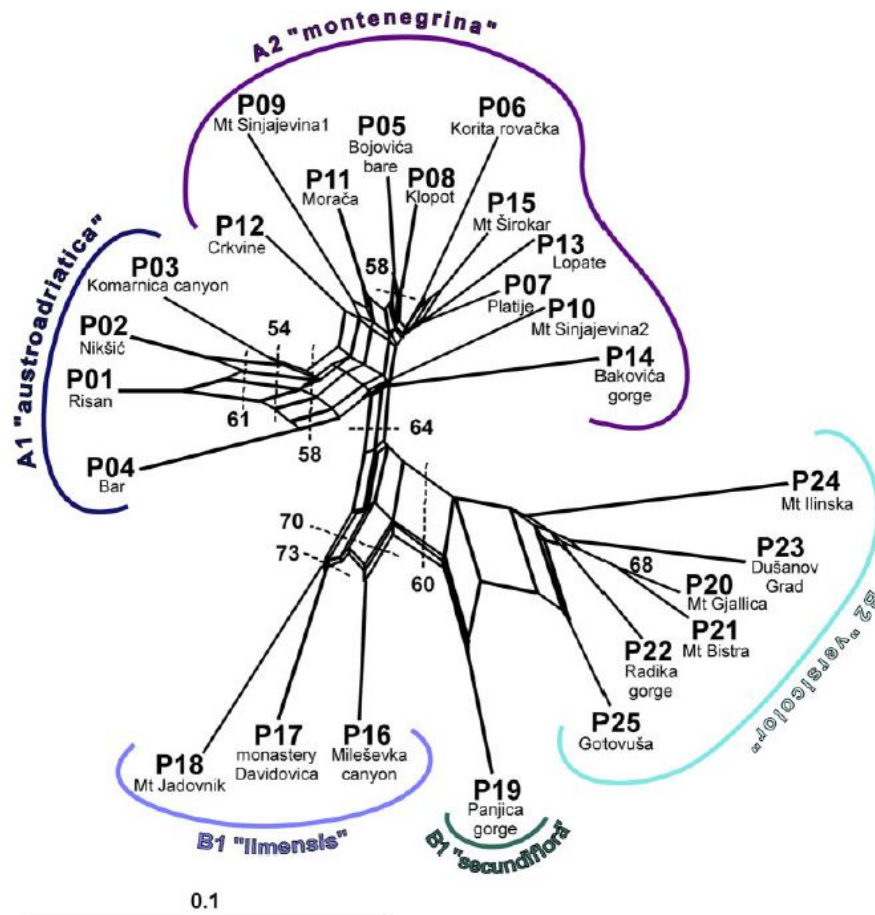 A2 "montenegrina"
P09
Mt Sinjajevina1
P05
Bojovića
bare
P06
Korita rovačka
P11
Morača
P08
Klopot
P15
Mt Širokar
P12
Crkvine
P13
Lopate
58
P07
Platije
P10
Mt Sinjajevina2
P14
Bakovića
gorge
A1 "austroadriatica"
P03
Komarnica canyon
P02
Nikšić
54
P01
Risan
61
58
64
P04
Bar
70
73
60
P24
Mt Ilinska
P23
Dušanov
Grad
68
P20
Mt Gjallica
P21
Mt Bistra
P22
Radika
gorge
P25
Gotovuša
B2 "versicolor"
P18
Mt Jadovnik
P17
monastery
Davidovica
P16
Mileševka
canyon
B1 "limensis"
P19
Panjica
gorge
B1 "secundiflora"
0.1